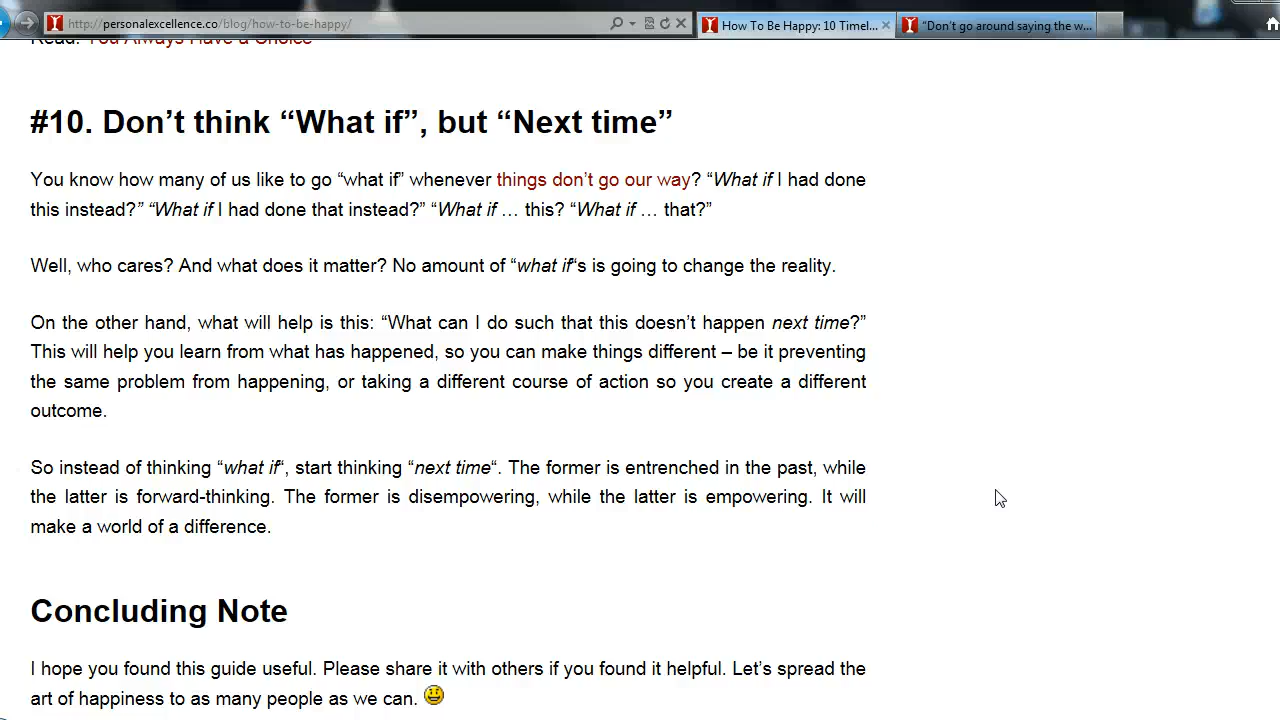 http://personalexcellence.co/blog/how-to-be-happy/
How To Be Happy: 10 Timel...
"Don't go around saying the w...
Read: You Always Have a Choice
#10. Don’t think “What if”, but “Next time”
You know how many of us like to go “what if” whenever things don’t go our way? “What if I had done
this instead?” “What if I had done that instead?” “What if … this? “What if … that?”
Well, who cares? And what does it matter? No amount of “what if“s is going to change the reality.
On the other hand, what will help is this: “What can I do such that this doesn’t happen next time?”
This will help you learn from what has happened, so you can make things different – be it preventing
the same problem from happening, or taking a different course of action so you create a different
outcome.
So instead of thinking “what if“, start thinking “next time“. The former is entrenched in the past, while
the latter is forward-thinking. The former is disempowering, while the latter is empowering. It will
make a world of a difference.
Concluding Note
I hope you found this guide useful. Please share it with others if you found it helpful. Let’s spread the
art of happiness to as many people as we can.